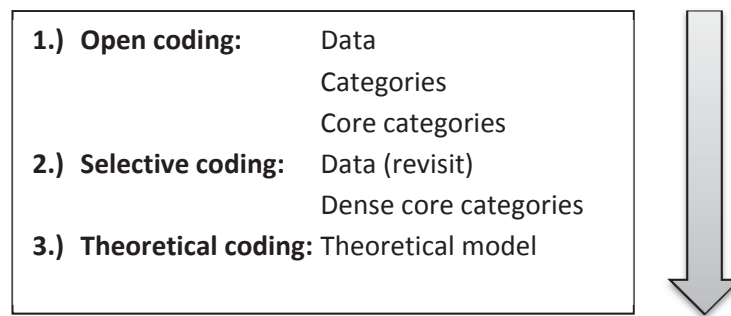 1.) Open coding: Data
Categories
Core categories
2.) Selective coding: Data (revisit)
Dense core categories
3.) Theoretical coding: Theoretical model